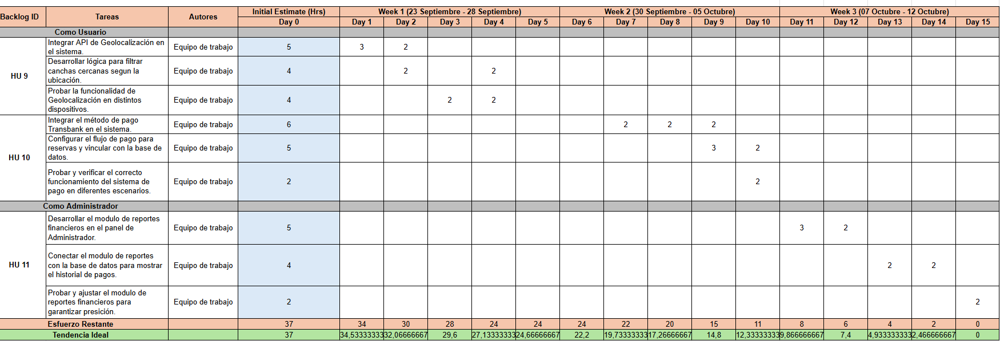 Backlog ID Tareas Autores Initial Estimate (Hrs) Week 1 (23 Septiembre - 28 Septiembre) Week 2 (30 Septiembre - 05 Octubre) Week 3 (07 Octubre - 12 Octubre)
Day 0 Day 1 Day 2 Day 3 Day 4 Day 5 Day 6 Day 7 Day 8 Day 9 Day 10 Day 11 Day 12 Day 13 Day 14 Day 15
Como Usuario
HU 9
Integrar API de Geolocalización en
el sistema.
Equipo de trabajo 5 3 2
Desarrollar lógica para filtrar
canchas cercanas segun la
ubicación.
Equipo de trabajo 4 2 2
Probar la funcionalidad de
Geolocalización en distintos
dispositivos.
Equipo de trabajo 4 2 2
HU 10
Integrar el método de pago
Transbank en el sistema.
Equipo de trabajo 6 2 2 2
Configurar el flujo de pago para
reservas y vincular con la base de
datos.
Equipo de trabajo 5 3 2
Probar y verificar el correcto
funcionamiento del sistema de
pago en diferentes escenarios.
Equipo de trabajo 2 2
Como Administrador
HU 11
Desarrollar el modulo de reportes
financieros en el panel de
Administrador.
Equipo de trabajo 5 3 2
Conectar el modulo de reportes
con la base de datos para mostrar
el historial de pagos.
Equipo de trabajo 4 2 2
Probar y ajustar el modulo de
reportes financieros para
garantizar presición.
Equipo de trabajo 2 2
Esfuerzo Restante 37 34 30 28 24 24 24 22 20 15 11 8 6 4 2 0
Tendencia Ideal 37 34,53333333 32,06666667 29,6 27,13333333 24,66666667 22,2 19,73333333 17,26666667 14,8 12,33333333 9,866666667 7,4 4,933333333 2,466666667 0